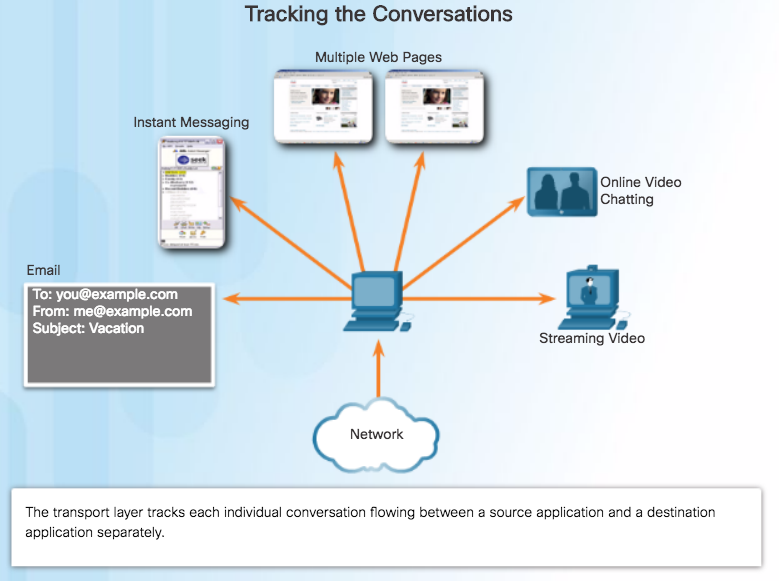 Tracking the Conversations
Multiple Web Pages
Instant Messaging
seek
Online Video
Chatting
Email
To: you@example.com
From: me@example.com
Subject: Vacation
Streaming Video
Network
The transport layer tracks each individual conversation flowing between a source application and a destination
application separately.